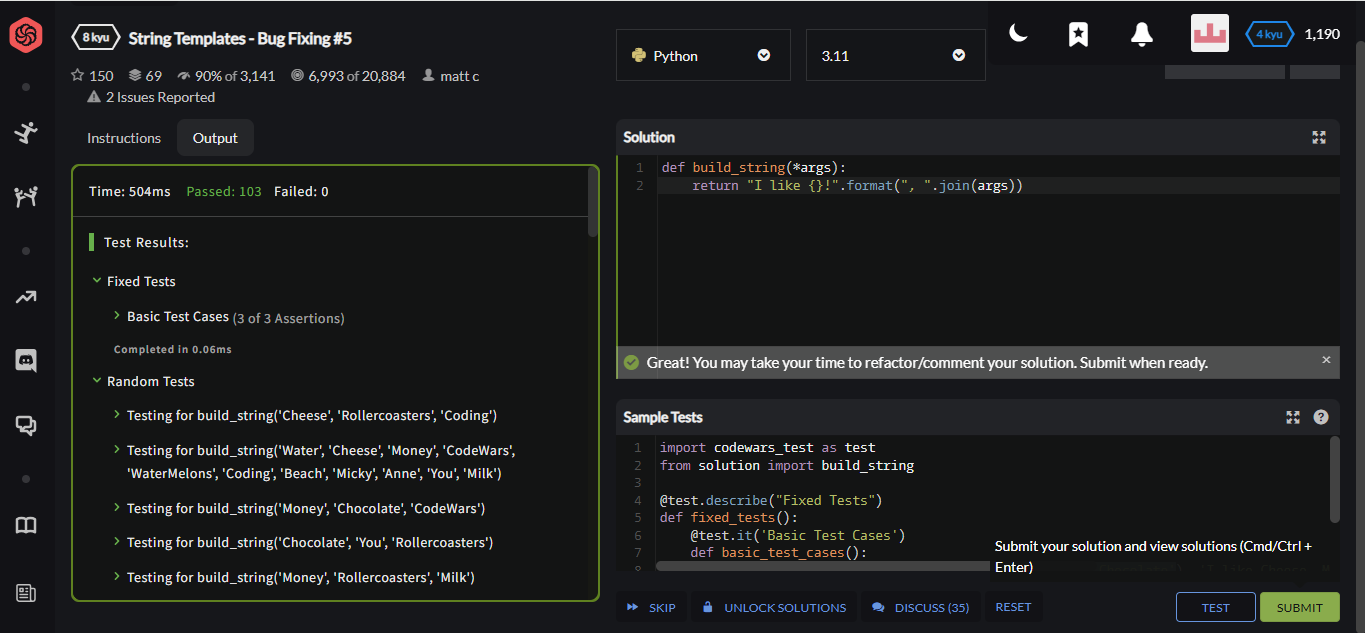 8 kyu
String Templates - Bug Fixing #5
150 69 90% of 3,141 6,993 of 20,884 matt c
2 Issues Reported
Instructions
Output
Time: 504ms Passed: 103 Failed: 0
Test Results:
Fixed Tests
Basic Test Cases (3 of 3 Assertions)
Completed in 0.06ms
Random Tests
Testing for build_string('Cheese', 'Rollercoasters', 'Coding')
Testing for build_string('Water', 'Cheese', 'Money', 'CodeWars',
'WaterMelons', 'Coding', 'Beach', 'Micky', 'Anne', 'You', 'Milk')
Testing for build_string('Money', 'Chocolate', 'CodeWars')
Testing for build_string('Chocolate', 'You', 'Rollercoasters')
Testing for build_string('Money', 'Rollercoasters', 'Milk')
Python
3.11
4 kyu
1,190
Solution
1 def build_string(*args):
2 return "I like {}!".format(", ".join(args))
Great! You may take your time to refactor/comment your solution. Submit when ready.
Sample Tests
1 import codewars_test as test
2 from solution import build_string
3
4 @test.describe("Fixed Tests")
5 def fixed_tests():
6 @test.it('Basic Test Cases')
7 def basic_test_cases():
Submit your solution and view solutions (Cmd/Ctrl +
Enter)
SKIP
UNLOCK SOLUTIONS
DISCUSS (35)
RESET
TEST
SUBMIT